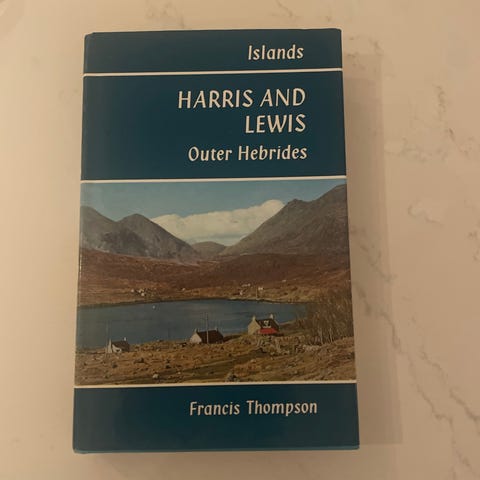 Islands
HARRIS AND
LEWIS
Outer Hebrides
Francis Thompson